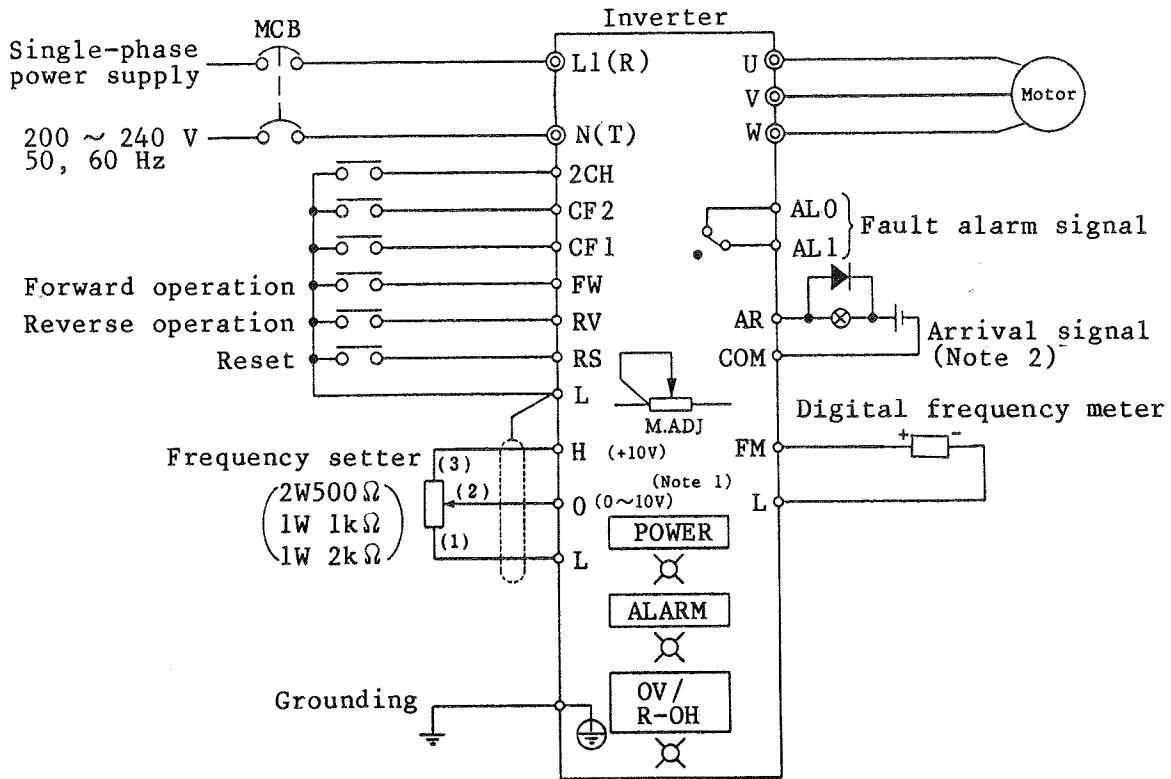 Inverter
MCB
Single-phase
power supply
200 ~ 240 V
50, 60 Hz
L1(R)
N(T)
2CH
CF2
CF1
Forward operation
FW
Reverse operation
RV
Reset
RS
L
Frequency setter
2W500Ω
1W 1kΩ
1W 2kΩ
(3)
(2)
(1)
H (+10V)
(Note 1)
O (0~10V)
L
M.ADJ
POWER
ALARM
OV/
R-OH
Grounding
U
V
W
Motor
AL0
AL1
Fault alarm signal
AR
COM
Arrival signal
(Note 2)
Digital frequency meter
+ -
FM
L